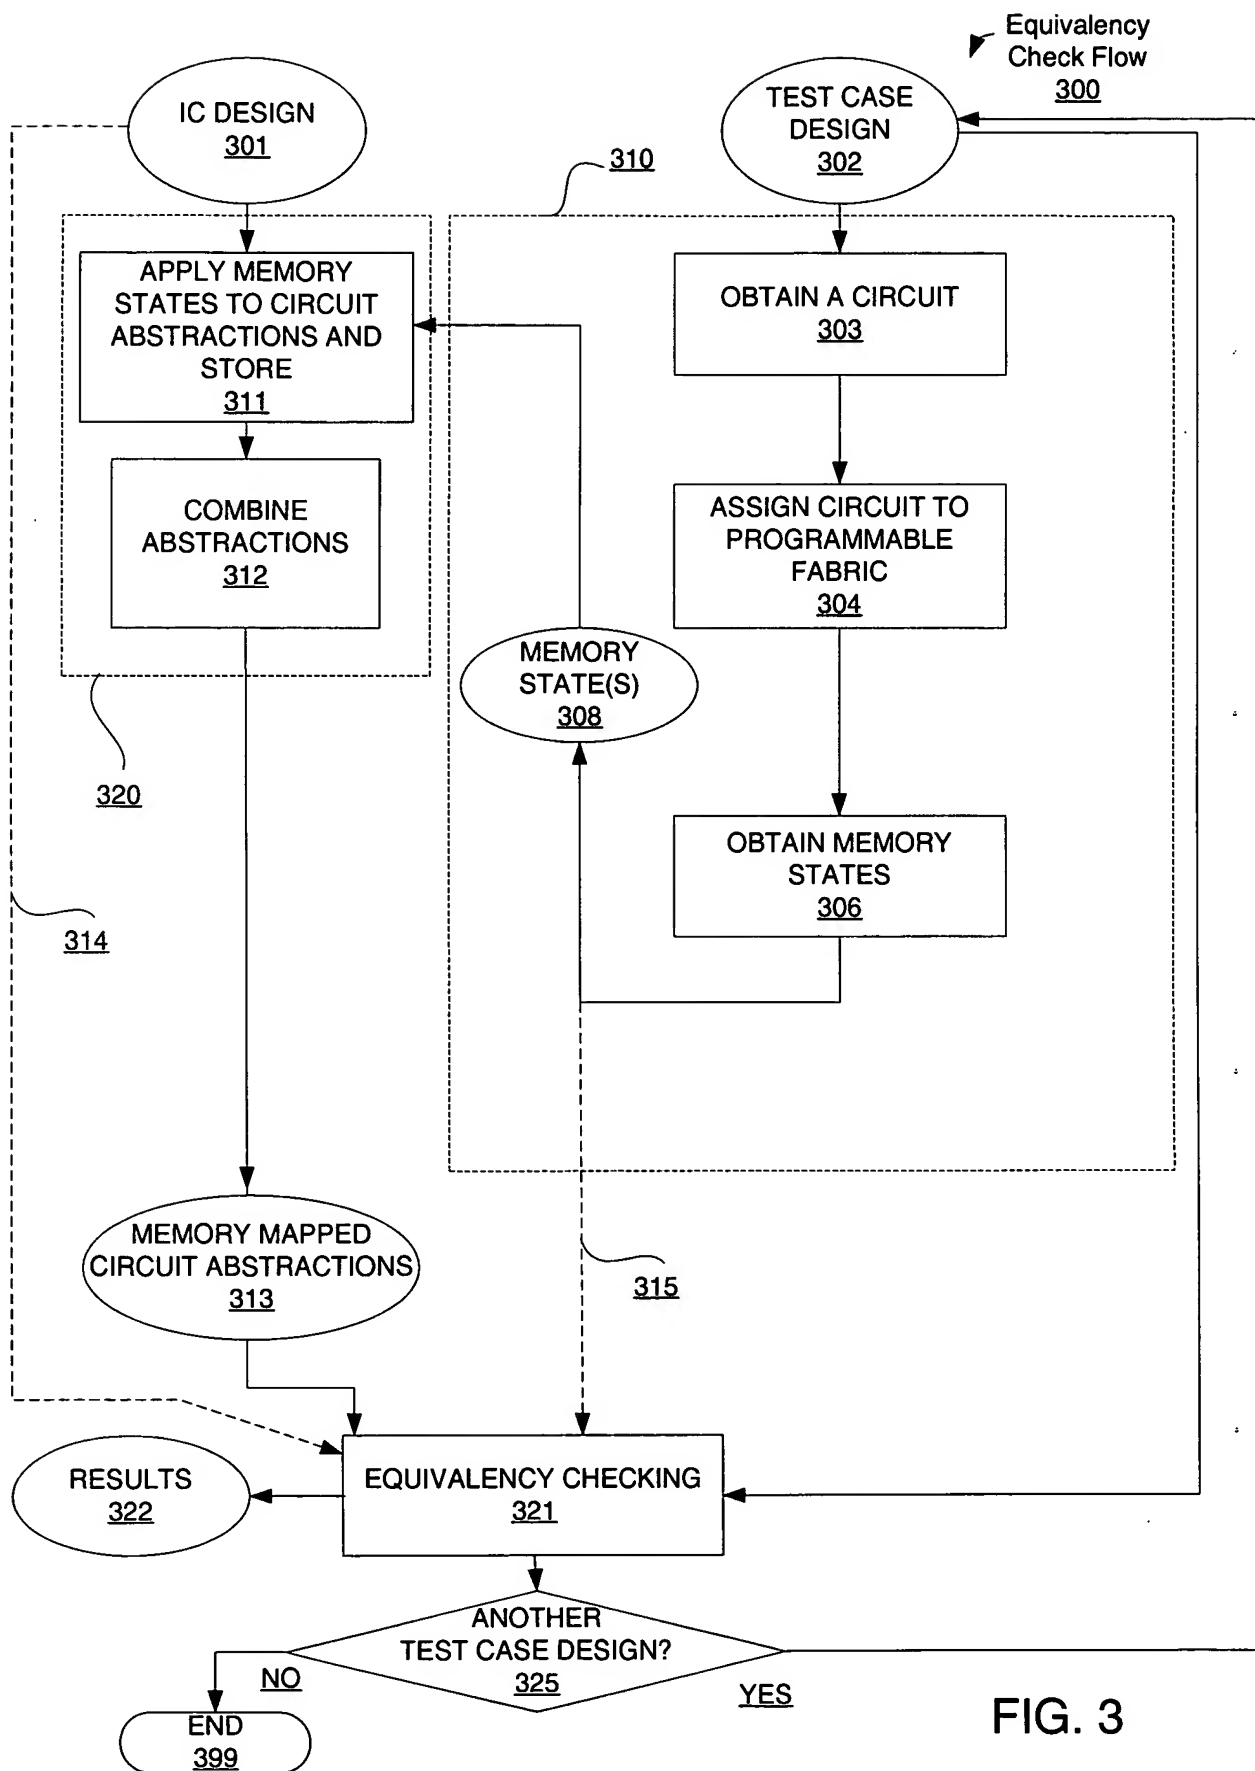 Equivalency
Check Flow
300
IC DESIGN
301
TEST CASE
DESIGN
302
310
APPLY MEMORY
STATES TO CIRCUIT
ABSTRACTIONS AND
STORE
311
OBTAIN A CIRCUIT
303
COMBINE
ABSTRACTIONS
312
ASSIGN CIRCUIT TO
PROGRAMMABLE
FABRIC
304
MEMORY
STATE(S)
308
320
OBTAIN MEMORY
STATES
306
314
MEMORY MAPPED
CIRCUIT ABSTRACTIONS
313
315
RESULTS
322
EQUIVALENCY CHECKING
321
ANOTHER
TEST CASE DESIGN?
325
NO
YES
END
399
FIG. 3